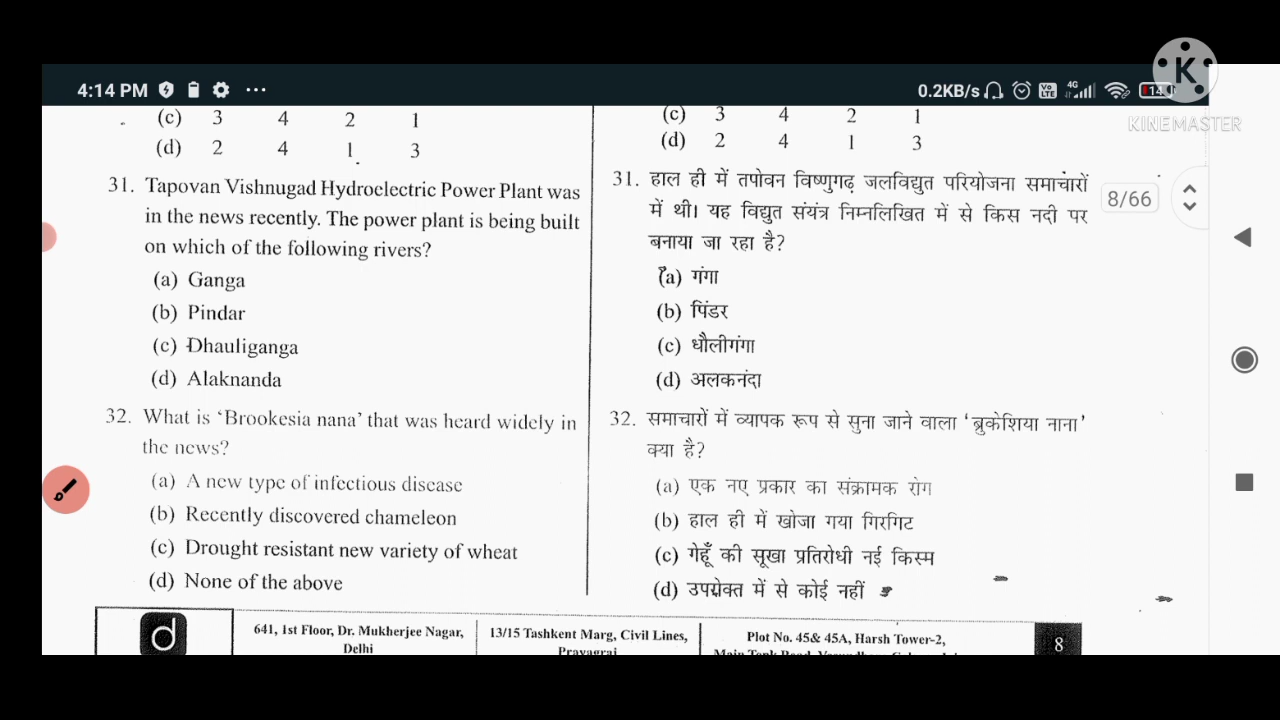 4:14 PM ...
0.2KB/s 4G 14
KINEMASTER
(c) 3 4 2 1
(d) 2 4 1 3
31. Tapovan Vishnugad Hydroelectric Power Plant was
in the news recently. The power plant is being built
on which of the following rivers?
(a) Ganga
(b) Pindar
(c) Dhauliganga
(d) Alaknanda
32. What is ‘Brookesia nana’ that was heard widely in
the news?
(a) A new type of infectious disease
(b) Recently discovered chameleon
(c) Drought resistant new variety of wheat
(d) None of the above
(c) 3 4 2 1
(d) 2 4 1 3
31. हाल ही में तपोवन विष्णुगढ़ जलविद्युत परियोजना समाचारों
में थी। यह विद्युत संयंत्र निम्नलिखित में से किस नदी पर
बनाया जा रहा है?
(a) गंगा
(b) पिंडर
(c) धौलीगंगा
(d) अलकनंदा
32. समाचारों में व्यापक रूप से सुना जाने वाला ‘ब्रुकेशिया नाना’
क्या है?
(a) एक नए प्रकार का संक्रामक रोग
(b) हाल ही में खोजा गया गिरगिट
(c) गेहूँ की सूखा प्रतिरोधी नई किस्म
(d) उपरोक्त में से कोई नहीं
8/66
641, 1st Floor, Dr. Mukherjee Nagar,
Delhi
13/15 Tashkent Marg, Civil Lines,
Prayagraj
Plot No. 45& 45A, Harsh Tower-2,
8